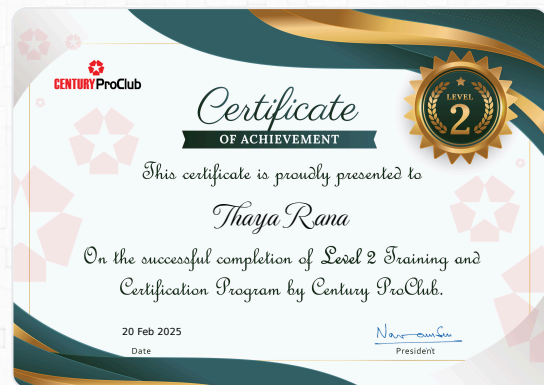 CENTURY ProClub
Certificate
OF ACHIEVEMENT
LEVEL
2
This certificate is proudly presented to
Thaya Rana
On the successful completion of Level 2 Training and
Certification Program by Century ProClub.
20 Feb 2025
Date
President